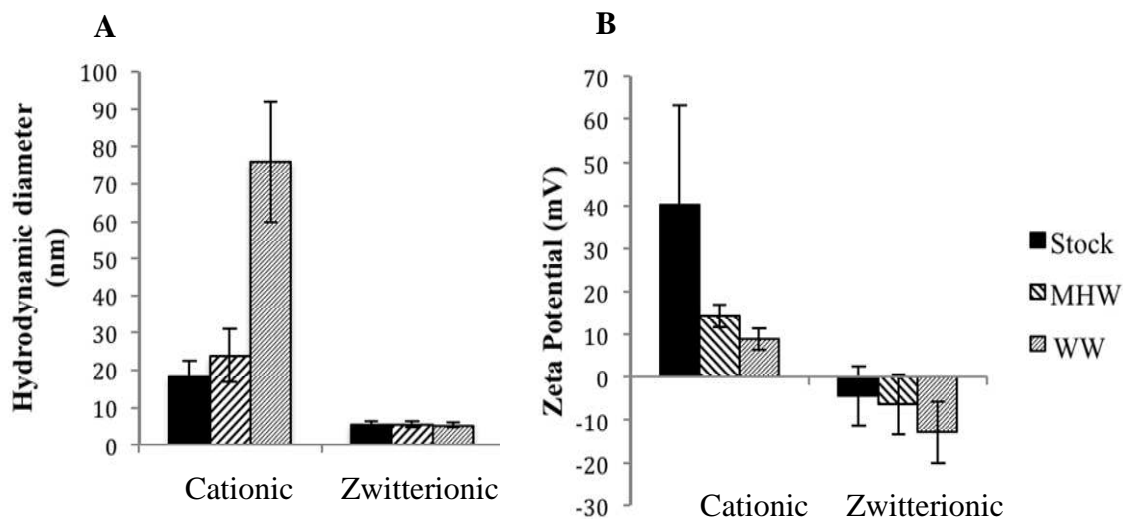 A
Hydrodynamic diameter
(nm)
100
90
80
70
60
50
40
30
20
10
0
Cationic
Zwitterionic
B
Zeta Potential (mV)
70
60
50
40
30
20
10
0
-10
-20
-30
Cationic
Zwitterionic
Stock
MHW
WW